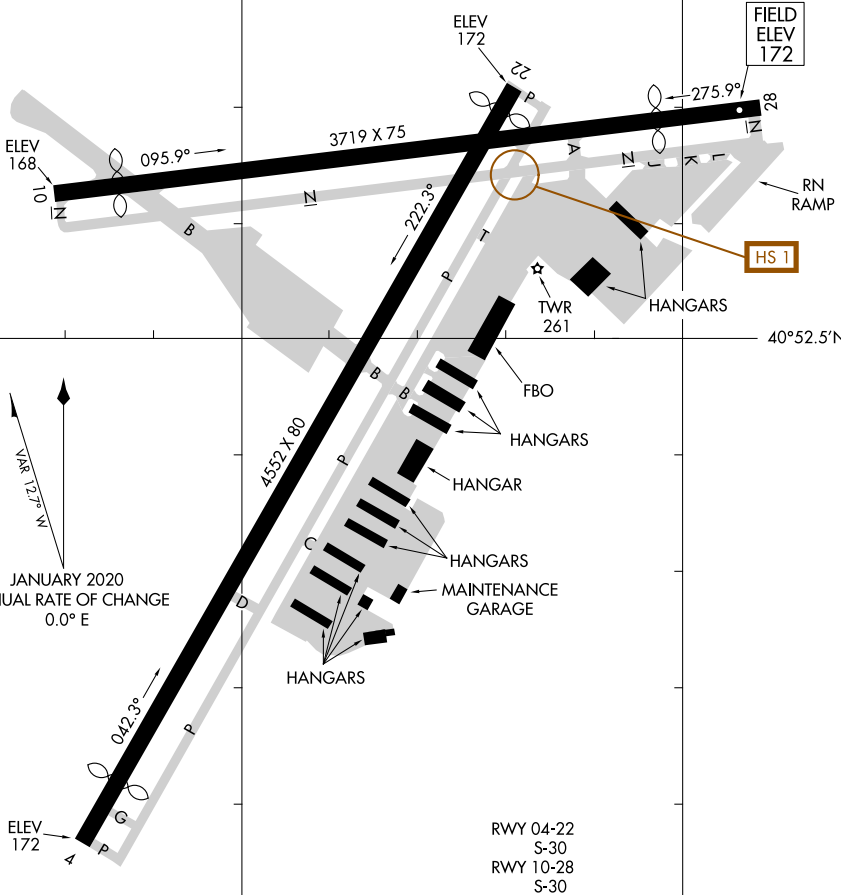 FIELD
ELEV
172
ELEV
172
22
P
275.9°
28
N
ELEV
168
095.9°
3719 X 75
A
N
J
K
L
10
N
N
RN
RAMP
B
222.3°
T
P
HS 1
TWR
261
HANGARS
40°52.5'N
FBO
B
B
HANGARS
VAR 12.7° W
4552 X 80
P
HANGAR
C
HANGARS
JANUARY 2020
UAL RATE OF CHANGE
0.0° E
D
MAINTENANCE
GARAGE
HANGARS
042.3°
P
G
ELEV
172
4
P
RWY 04-22
S-30
RWY 10-28
S-30